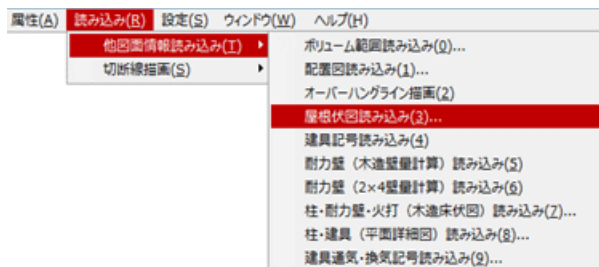 属性(A) 読み込み(R) 設定(S) ウィンドウ(W) ヘルプ(H)
他図面情報読み込み(T)
切断線描画(S)
ボリューム範囲読み込み(0)...
配置図読み込み(1)...
オーバーハングライン描画(2)
屋根伏図読み込み(3)...
建具記号読み込み(4)
耐力壁（木造壁量計算）読み込み(5)
耐力壁（2×4壁量計算）読み込み(6)
柱・耐力壁・火打（木造床伏図）読み込み(7)...
柱・建具（平面詳細図）読み込み(8)...
建具通気・換気記号読み込み(9)...